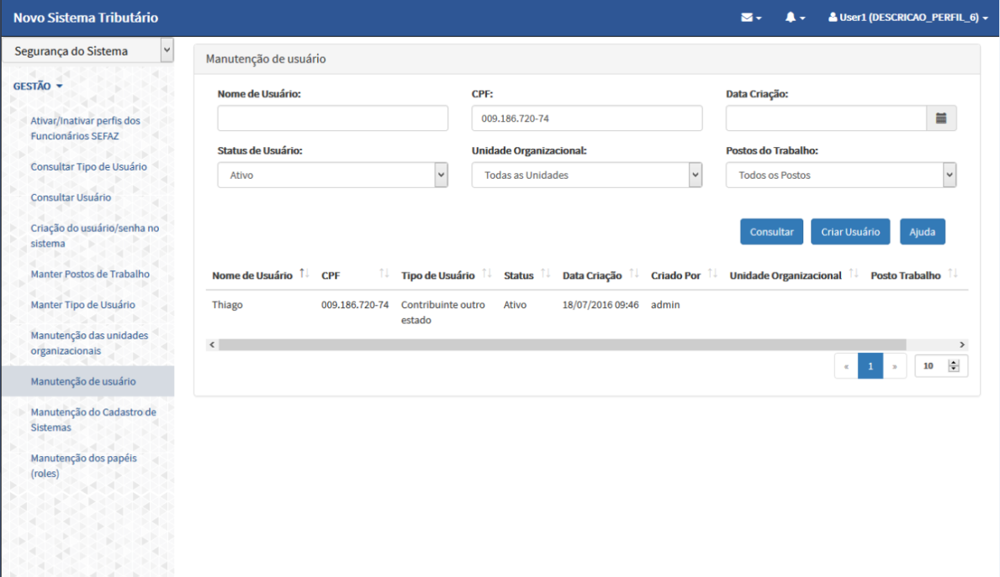 Novo Sistema Tributário
User1 (DESCRICAO_PERFIL_6)
Segurança do Sistema
GESTÃO
Ativar/Inativar perfis dos
Funcionários SEFAZ
Consultar Tipo de Usuário
Consultar Usuário
Criação do usuário/senha no
sistema
Manter Postos de Trabalho
Manter Tipo de Usuário
Manutenção das unidades
organizacionais
Manutenção de usuário
Manutenção do Cadastro de
Sistemas
Manutenção dos papéis
(roles)
Manutenção de usuário
Nome de Usuário: CPF: Data Criação:
009.186.720-74
Status de Usuário: Unidade Organizacional: Postos do Trabalho:
Ativo Todas as Unidades Todos os Postos
Consultar Criar Usuário Ajuda
Nome de Usuário CPF Tipo de Usuário Status Data Criação Criado Por Unidade Organizacional Posto Trabalho
Thiago 009.186.720-74 Contribuinte outro Ativo 18/07/2016 09:46 admin
estado
« 1 » 10